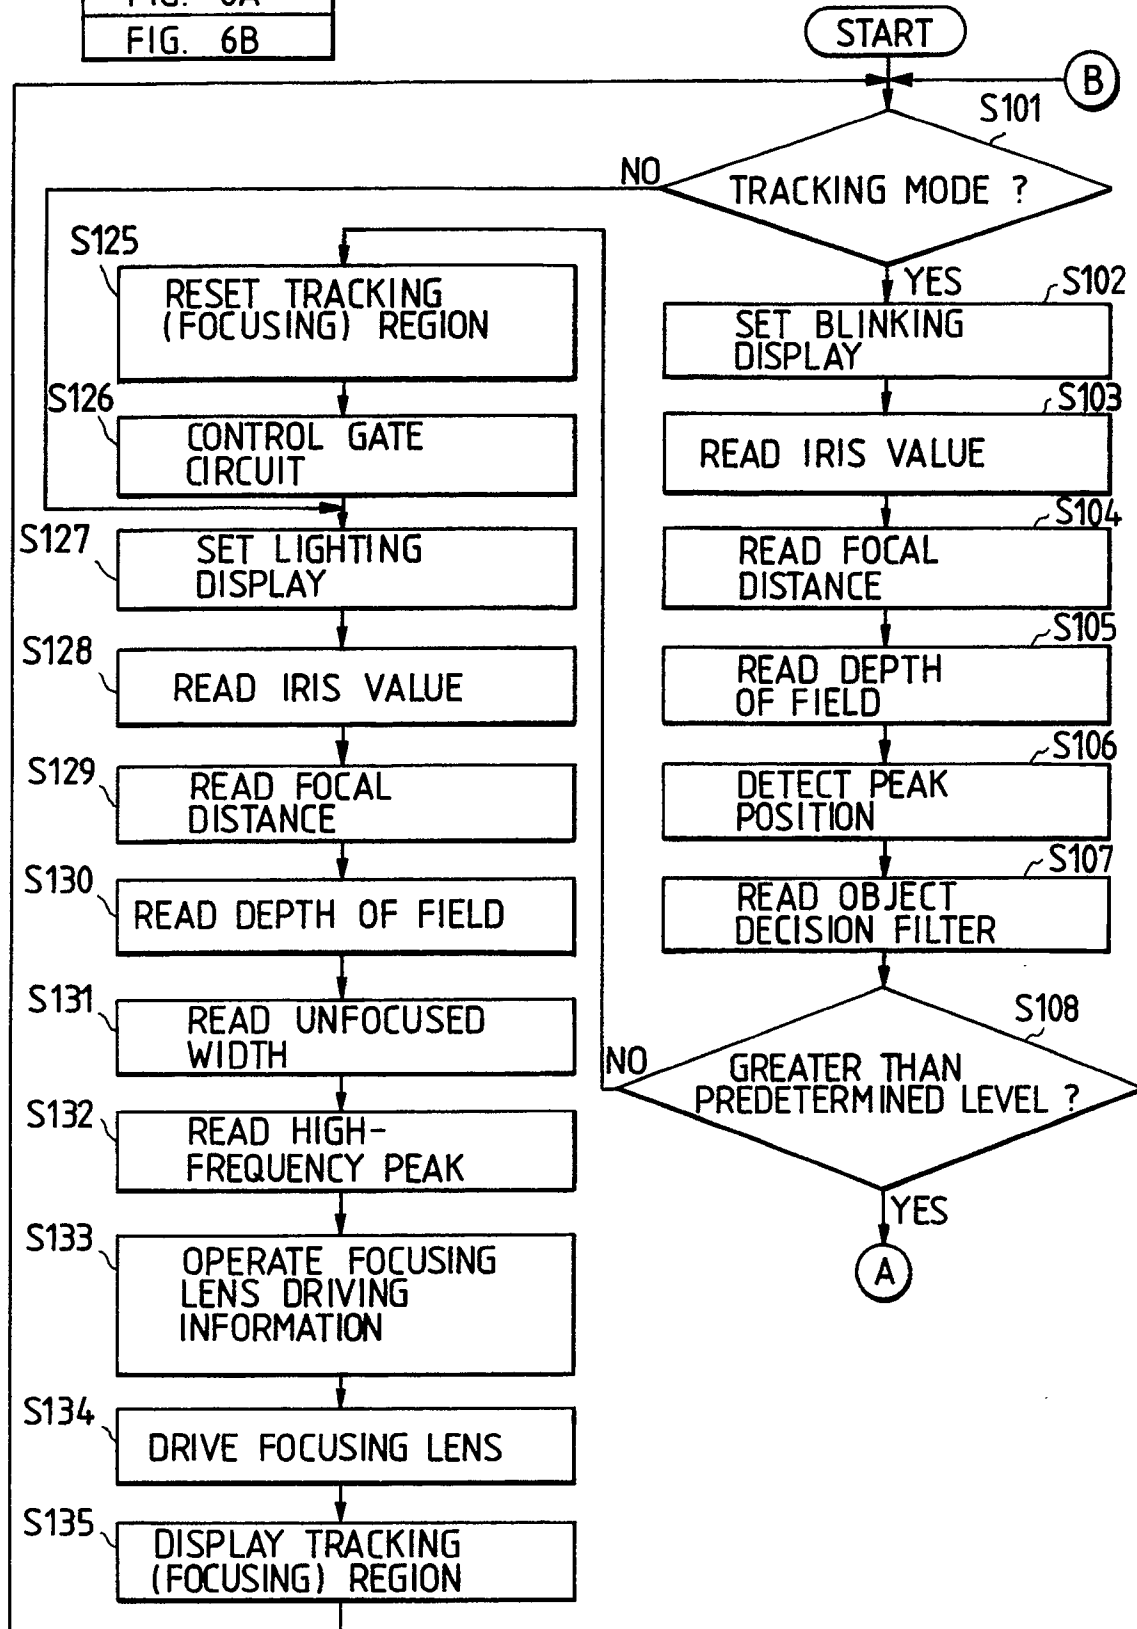 FIG. 6A
FIG. 6B
START
B
S101
TRACKING MODE ?
NO
YES
S102
SET BLINKING
DISPLAY
S103
READ IRIS VALUE
S104
READ FOCAL
DISTANCE
S105
READ DEPTH
OF FIELD
S106
DETECT PEAK
POSITION
S107
READ OBJECT
DECISION FILTER
S108
GREATER THAN
PREDETERMINED LEVEL ?
NO
YES
A
S125
RESET TRACKING
(FOCUSING) REGION
S126
CONTROL GATE
CIRCUIT
S127
SET LIGHTING
DISPLAY
S128
READ IRIS VALUE
S129
READ FOCAL
DISTANCE
S130
READ DEPTH OF FIELD
S131
READ UNFOCUSED
WIDTH
S132
READ HIGH-
FREQUENCY PEAK
S133
OPERATE FOCUSING
LENS DRIVING
INFORMATION
S134
DRIVE FOCUSING LENS
S135
DISPLAY TRACKING
(FOCUSING) REGION